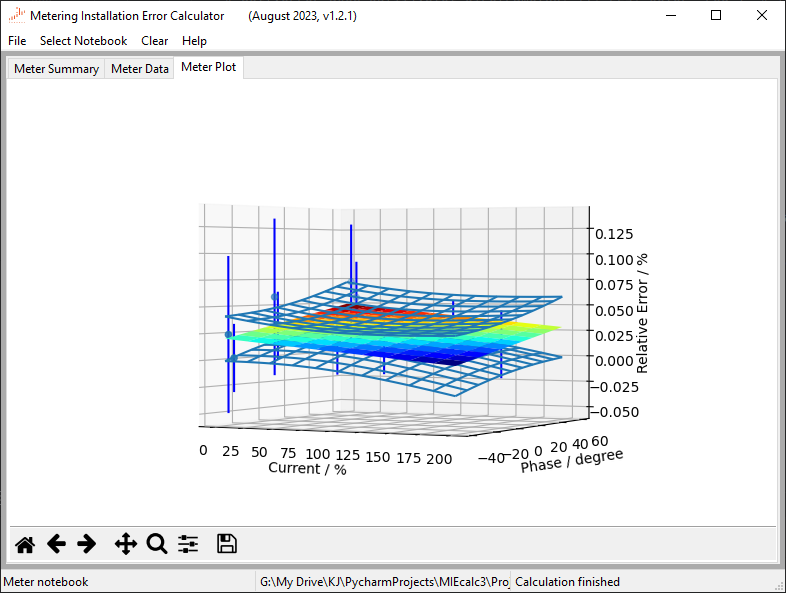 Metering Installation Error Calculator (August 2023, v1.2.1)
File Select Notebook Clear Help
Meter Summary Meter Data Meter Plot
0.125
0.100
0.075
0.050
0.025
0.000
−0.025
−0.050
Relative Error / %
0 25 50 75 100 125 150 175 200
Current / %
−40 −20 0 20 40 60
Phase / degree
Meter notebook G:\My Drive\KJ\PycharmProjects\MIEcalc3\Proj Calculation finished